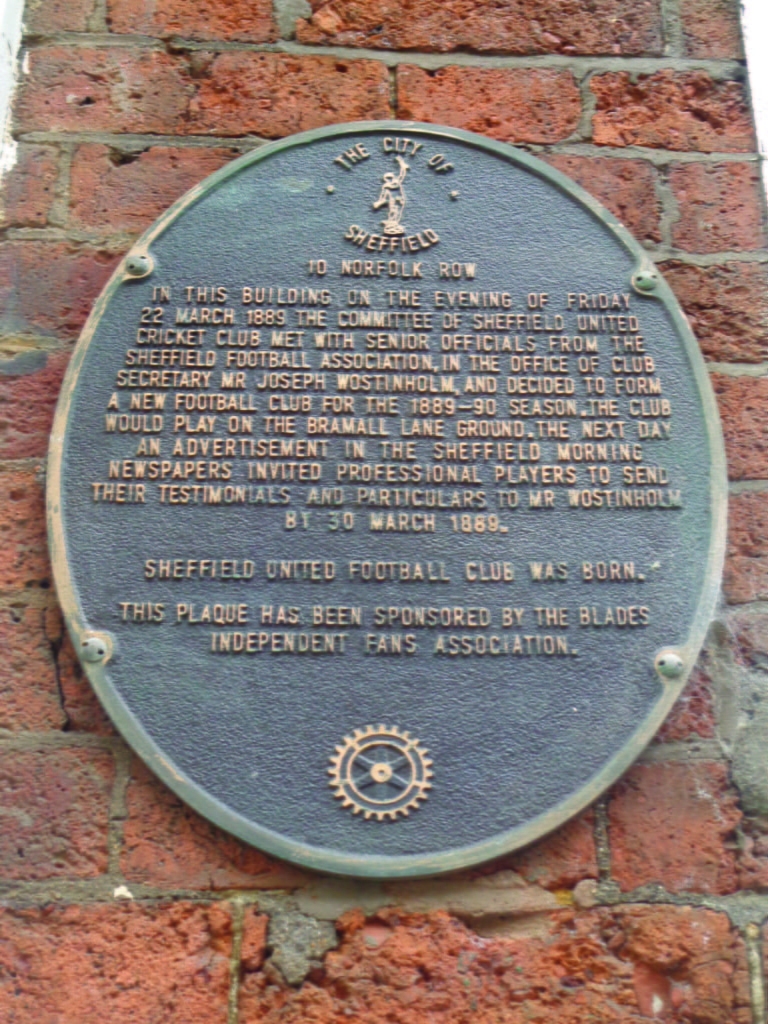 THE CITY OF
SHEFFIELD
10 NORFOLK ROW
IN THIS BUILDING ON THE EVENING OF FRIDAY
22 MARCH 1889 THE COMMITTEE OF SHEFFIELD UNITED
CRICKET CLUB MET WITH SENIOR OFFICIALS FROM THE
SHEFFIELD FOOTBALL ASSOCIATION, IN THE OFFICE OF CLUB
SECRETARY MR JOSEPH WOSTINHOLM, AND DECIDED TO FORM
A NEW FOOTBALL CLUB FOR THE 1889-90 SEASON. THE CLUB
WOULD PLAY ON THE BRAMALL LANE GROUND. THE NEXT DAY
AN ADVERTISEMENT IN THE SHEFFIELD MORNING
NEWSPAPERS INVITED PROFESSIONAL PLAYERS TO SEND
THEIR TESTIMONIALS AND PARTICULARS TO MR WOSTINHOLM
BY 30 MARCH 1889.
SHEFFIELD UNITED FOOTBALL CLUB WAS BORN.
THIS PLAQUE HAS BEEN SPONSORED BY THE BLADES
INDEPENDENT FANS ASSOCIATION.